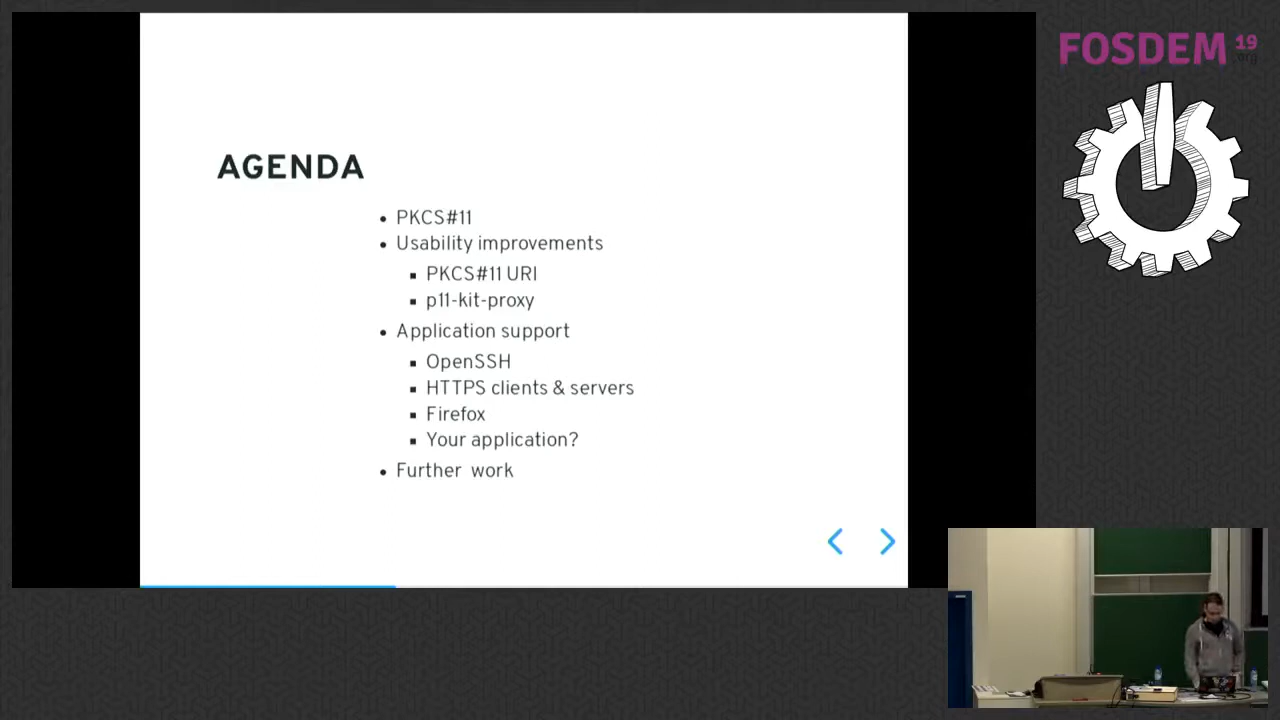 FOSDEM 19
.org
AGENDA
PKCS#11
Usability improvements
PKCS#11 URI
p11-kit-proxy
Application support
OpenSSH
HTTPS clients & servers
Firefox
Your application?
Further work